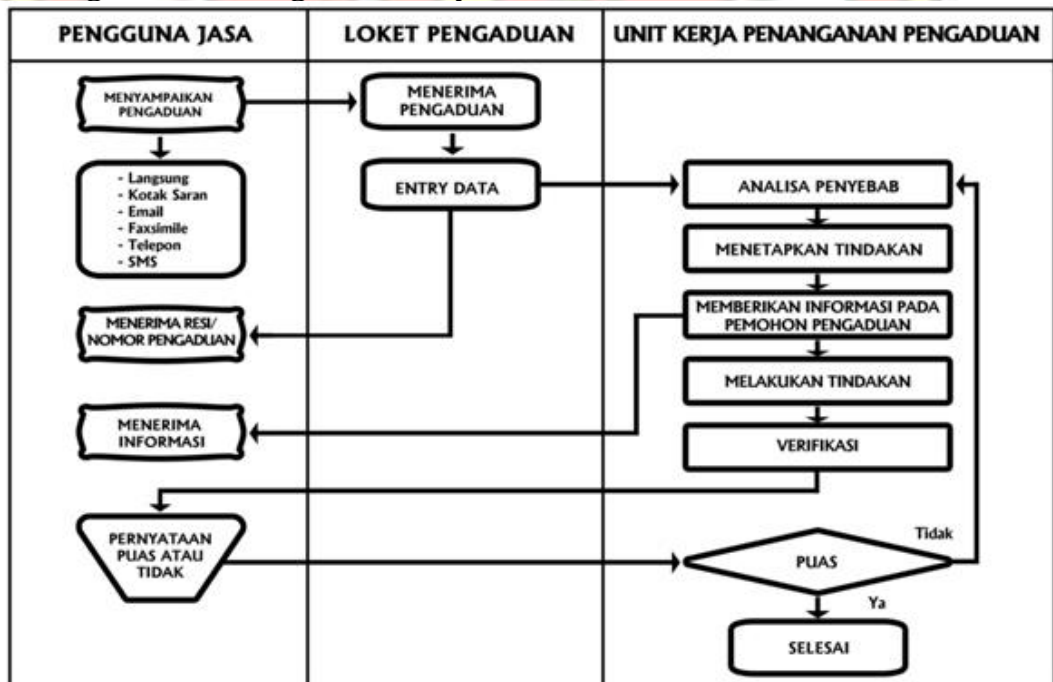 PENGGUNA JASA
LOKET PENGADUAN
UNIT KERJA PENANGANAN PENGADUAN
MENYAMPAIKAN
PENGADUAN
- Langsung
- Kotak Saran
- Email
- Faxsimile
- Telepon
- SMS
MENERIMA RESI/
NOMOR PENGADUAN
MENERIMA
INFORMASI
PERNYATAAN
PUAS ATAU
TIDAK
MENERIMA
PENGADUAN
ENTRY DATA
ANALISA PENYEBAB
MENETAPKAN TINDAKAN
MEMBERIKAN INFORMASI PADA
PEMOHON PENGADUAN
MELAKUKAN TINDAKAN
VERIFIKASI
PUAS
Tidak
Ya
SELESAI